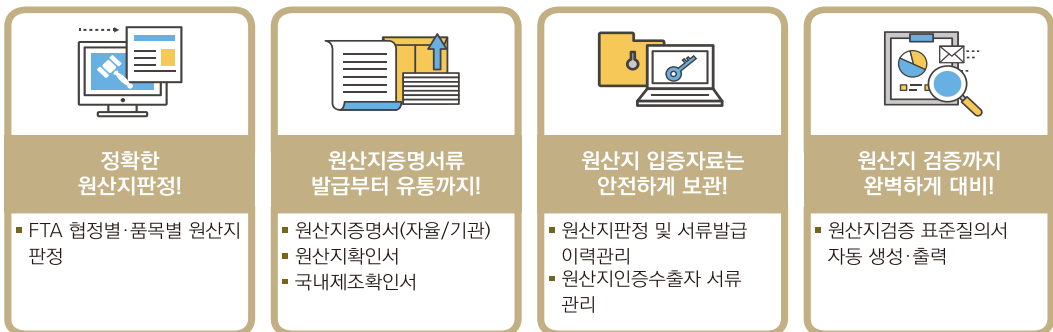 정확한
원산지판정!
▪ FTA 협정별·품목별 원산지
판정
원산지증명서류
발급부터 유통까지!
▪ 원산지증명서(자율/기관)
▪ 원산지확인서
▪ 국내제조확인서
원산지 입증자료는
안전하게 보관!
▪ 원산지판정 및 서류발급
이력관리
▪ 원산지인증수출자 서류
관리
원산지 검증까지
완벽하게 대비!
▪ 원산지검증 표준질의서
자동 생성·출력